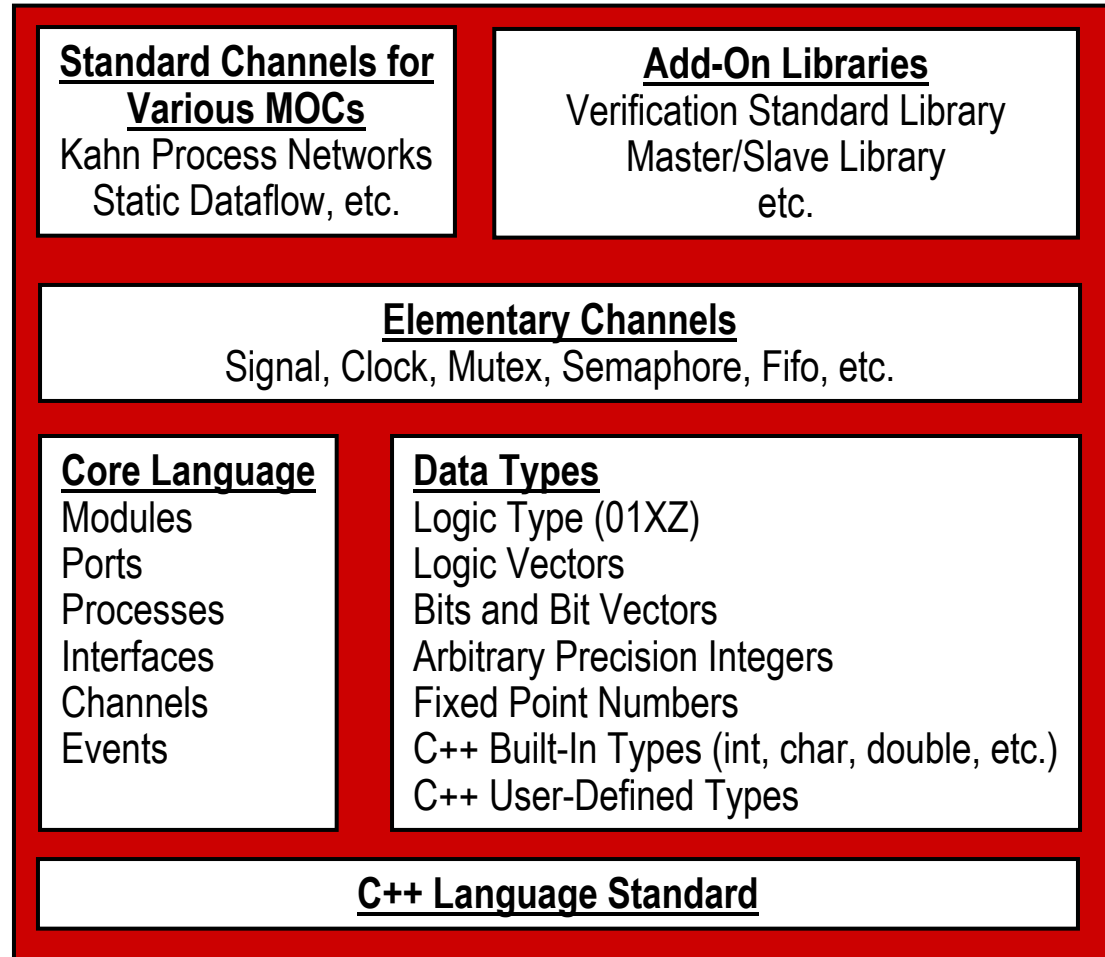 Standard Channels for
Various MOCs
Kahn Process Networks
Static Dataflow, etc.
Add-On Libraries
Verification Standard Library
Master/Slave Library
etc.
Elementary Channels
Signal, Clock, Mutex, Semaphore, Fifo, etc.
Core Language
Modules
Ports
Processes
Interfaces
Channels
Events
Data Types
Logic Type (01XZ)
Logic Vectors
Bits and Bit Vectors
Arbitrary Precision Integers
Fixed Point Numbers
C++ Built-In Types (int, char, double, etc.)
C++ User-Defined Types
C++ Language Standard